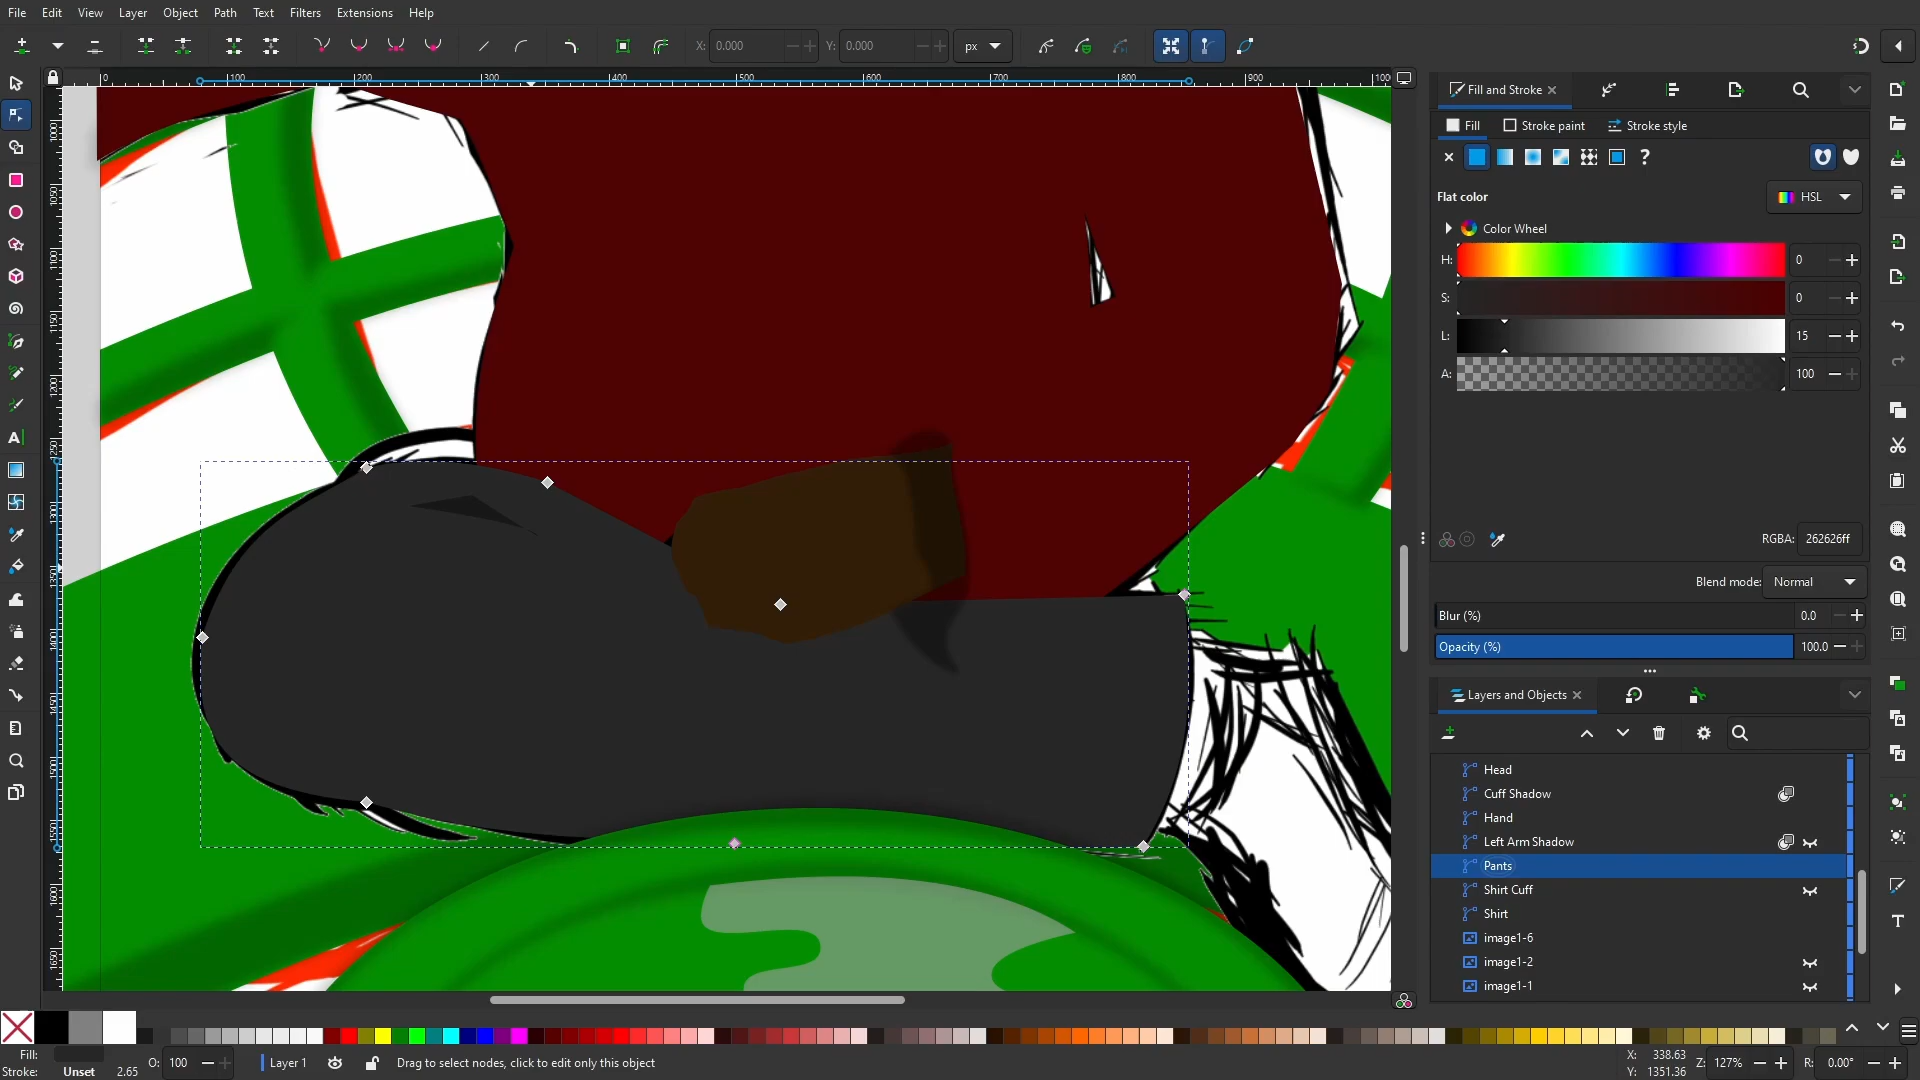 File Edit View Layer Object Path Text Filters Extensions Help
X: 0.000 Y: 0.000 px
Fill and Stroke
Fill Stroke paint Stroke style
Flat color HSL
Color Wheel
H: 0
S: 0
L: 15
A: 100
RGBA: 262626ff
Blend mode: Normal
Blur (%) 0.0
Opacity (%) 100.0
Layers and Objects
Head
Cuff Shadow
Hand
Left Arm Shadow
Pants
Shirt Cuff
Shirt
image1-6
image1-2
image1-1
Fill: O: 100 Layer 1 Drag to select nodes, click to edit only this object X: 338.63 Z: 127% R: 0.00°
Stroke: Unset 2.65 Y: 1351.36